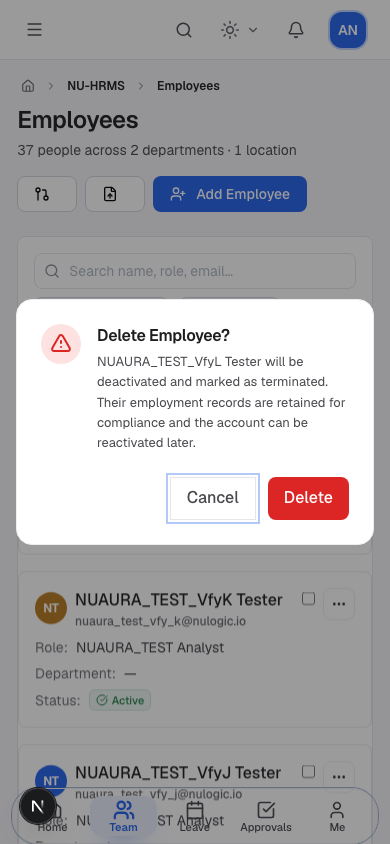 AN
NU-HRMS
Employees
Employees
37 people across 2 departments · 1 location
Add Employee
Search name, role, email...
Delete Employee?
NUAURA_TEST_VfyL Tester will be
deactivated and marked as terminated.
Their employment records are retained for
compliance and the account can be
reactivated later.
Cancel
Delete
NT
NUAURA_TEST_VfyK Tester
nuaura_test_vfy_k@nulogic.io
Role: NUAURA_TEST Analyst
Department: —
Status: Active
NT
NUAURA_TEST_VfyJ Tester
nuaura_test_vfy_j@nulogic.io
N
Home
Team
Leave
Approvals
Me